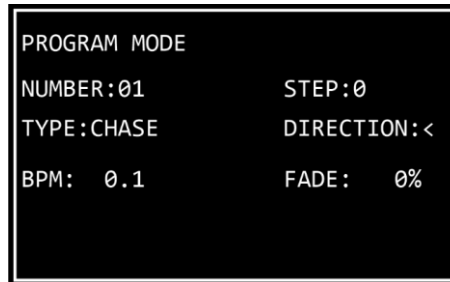 PROGRAM MODE
NUMBER:01 STEP:0
TYPE:CHASE DIRECTION:<
BPM: 0.1 FADE: 0%